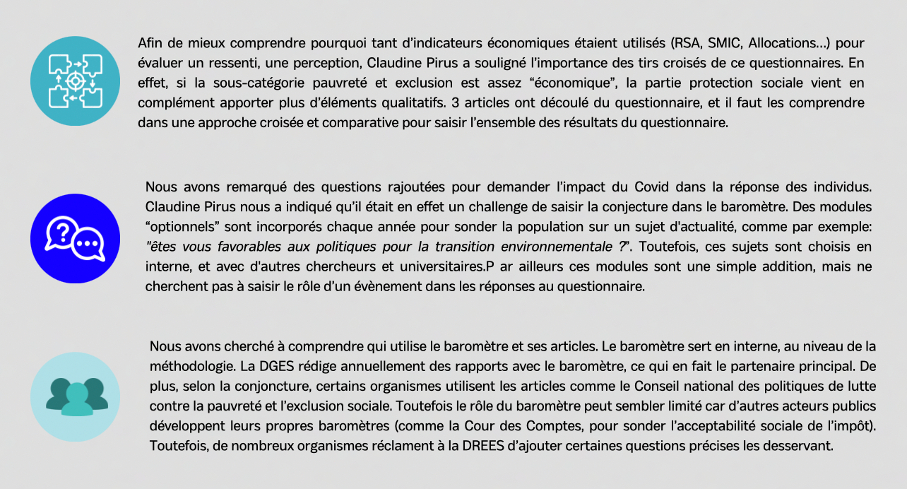 Afin de mieux comprendre pourquoi tant d'indicateurs économiques étaient utilisés (RSA, SMIC, Allocations...) pour
évaluer un ressenti, une perception, Claudine Pirus a souligné l'importance des tirs croisés de ce questionnaires. En
effet, si la sous-catégorie pauvreté et exclusion est assez "économique", la partie protection sociale vient en
complément apporter plus d'éléments qualitatifs. 3 articles ont découlé du questionnaire, et il faut les comprendre
dans une approche croisée et comparative pour saisir l'ensemble des résultats du questionnaire.
Nous avons remarqué des questions rajoutées pour demander l'impact du Covid dans la réponse des individus.
Claudine Pirus nous a indiqué qu'il était en effet un challenge de saisir la conjecture dans le baromètre. Des modules
"optionnels" sont incorporés chaque année pour sonder la population sur un sujet d'actualité, comme par exemple:
"êtes vous favorables aux politiques pour la transition environnementale ?". Toutefois, ces sujets sont choisis en
interne, et avec d'autres chercheurs et universitaires.P ar ailleurs ces modules sont une simple addition, mais ne
cherchent pas à saisir le rôle d'un évènement dans les réponses au questionnaire.
Nous avons cherché à comprendre qui utilise le baromètre et ses articles. Le baromètre sert en interne, au niveau de la
méthodologie. La DGES rédige annuellement des rapports avec le baromètre, ce qui en fait le partenaire principal. De
plus, selon la conjoncture, certains organismes utilisent les articles comme le Conseil national des politiques de lutte
contre la pauvreté et l'exclusion sociale. Toutefois le rôle du baromètre peut sembler limité car d'autres acteurs publics
développent leurs propres baromètres (comme la Cour des Comptes, pour sonder l'acceptabilité sociale de l'impôt).
Toutefois, de nombreux organismes réclament à la DREES d'ajouter certaines questions précises les desservant.